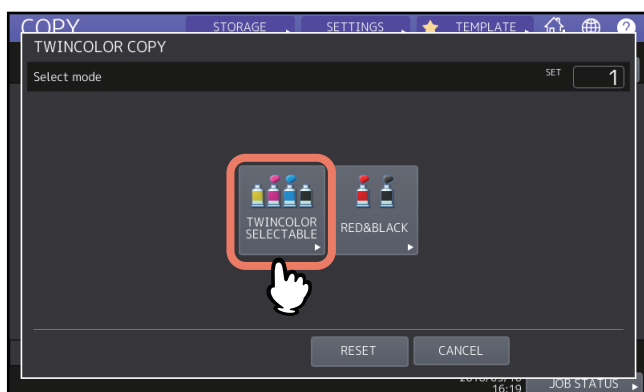 COPY
STORAGE
SETTINGS
TEMPLATE
?
TWINCOLOR COPY
Select mode
SET
1
TWINCOLOR
SELECTABLE
RED&BLACK
RESET
CANCEL
16:19
JOB STATUS